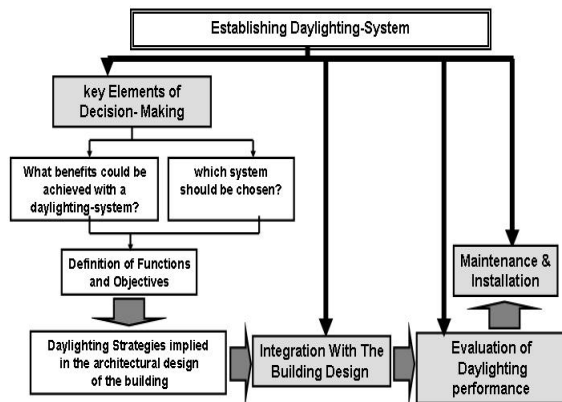 Establishing Daylighting-System
key Elements of
Decision- Making
What benefits could be
achieved with a
daylighting-system?
which system
should be chosen?
Definition of Functions
and Objectives
Maintenance &
Installation
Daylighting Strategies implied
in the architectural design
of the building
Integration With The
Building Design
Evaluation of
Daylighting
performance